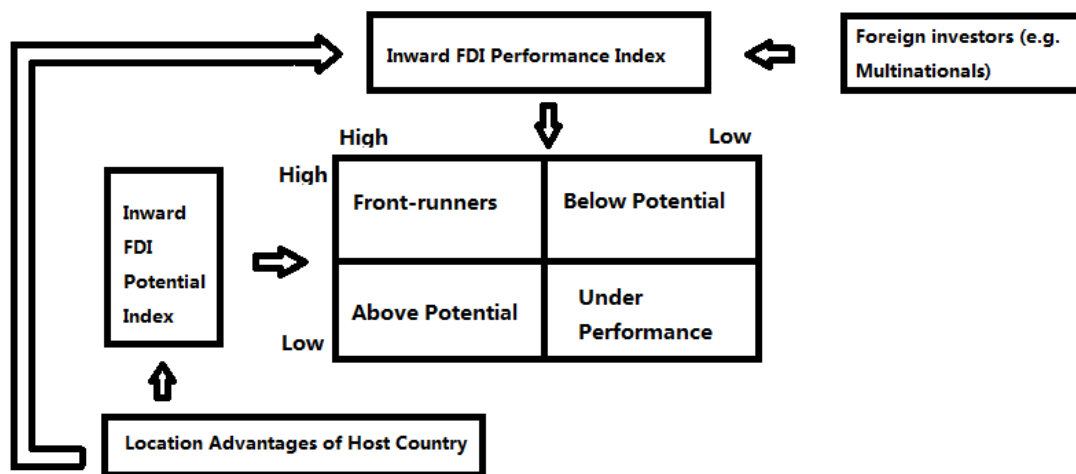 Inward FDI Performance Index
Foreign investors (e.g.
Multinationals)
High
Low
High
Front-runners
Below Potential
Inward
FDI
Potential
Index
Above Potential
Under
Performance
Low
Location Advantages of Host Country